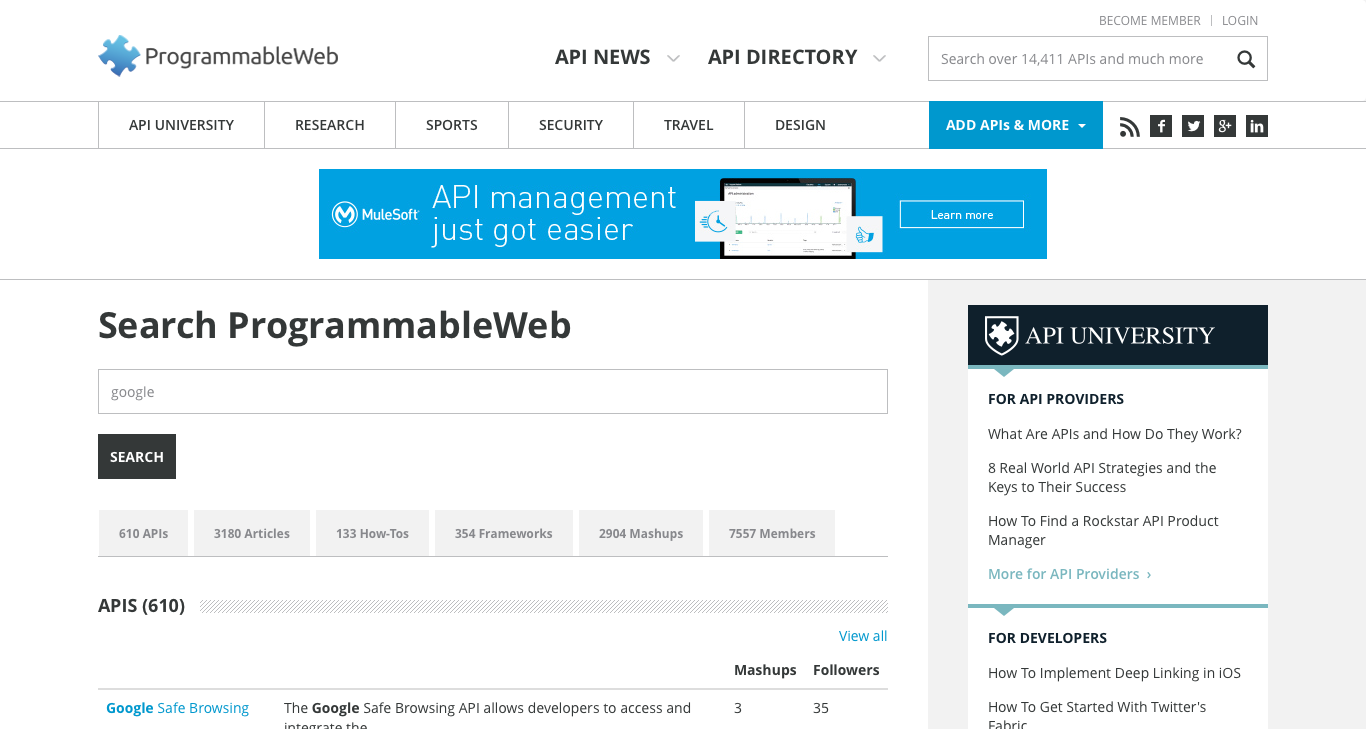 BECOME MEMBER | LOGIN
ProgrammableWeb
API NEWS
API DIRECTORY
Search over 14,411 APIs and much more
API UNIVERSITY
RESEARCH
SPORTS
SECURITY
TRAVEL
DESIGN
ADD APIs & MORE
MuleSoft
API management
just got easier
Learn more
Search ProgrammableWeb
google
SEARCH
610 APIs
3180 Articles
133 How-Tos
354 Frameworks
2904 Mashups
7557 Members
APIS (610)
View all
Mashups Followers
Google Safe Browsing The Google Safe Browsing API allows developers to access and 3 35
integrate the
API UNIVERSITY
FOR API PROVIDERS
What Are APIs and How Do They Work?
8 Real World API Strategies and the
Keys to Their Success
How To Find a Rockstar API Product
Manager
More for API Providers ›
FOR DEVELOPERS
How To Implement Deep Linking in iOS
How To Get Started With Twitter's
Fabric